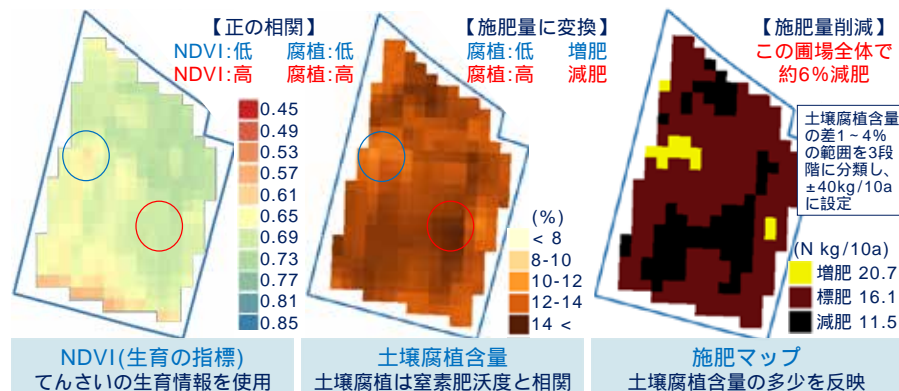 【正の相関】
NDVI:低 腐植:低
NDVI:高 腐植:高
0.45
0.49
0.53
0.57
0.61
0.65
0.69
0.73
0.77
0.81
0.85
NDVI(生育の指標)
てんさいの生育情報を使用
【施肥量に変換】
腐植:低 増肥
腐植:高 減肥
(%)
< 8
8-10
10-12
12-14
14 <
土壌腐植含量
土壌腐植は窒素肥沃度と相関
【施肥量削減】
この圃場全体で
約6%減肥
土壌腐植含量
の差1~4%
の範囲を3段
階に分類し、
±40kg/10a
に設定
(N kg/10a)
増肥 20.7
標肥 16.1
減肥 11.5
施肥マップ
土壌腐植含量の多少を反映